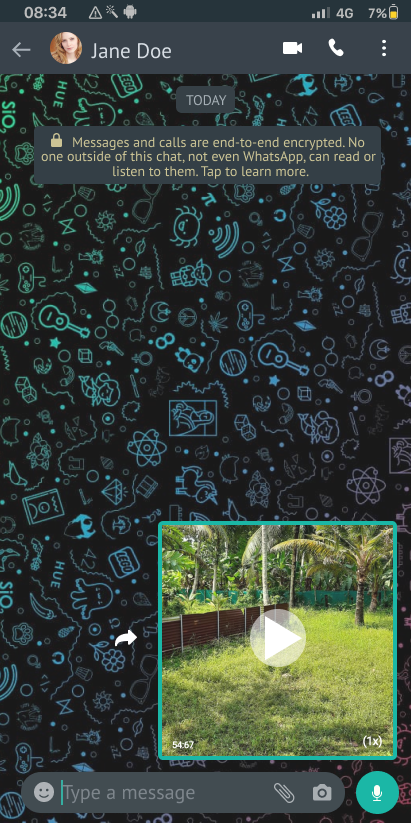 08:34
4G 7%
Jane Doe
TODAY
Messages and calls are end-to-end encrypted. No
one outside of this chat, not even WhatsApp, can read or
listen to them. Tap to learn more.
HUE
HUE
54:67
(1x)
Type a message